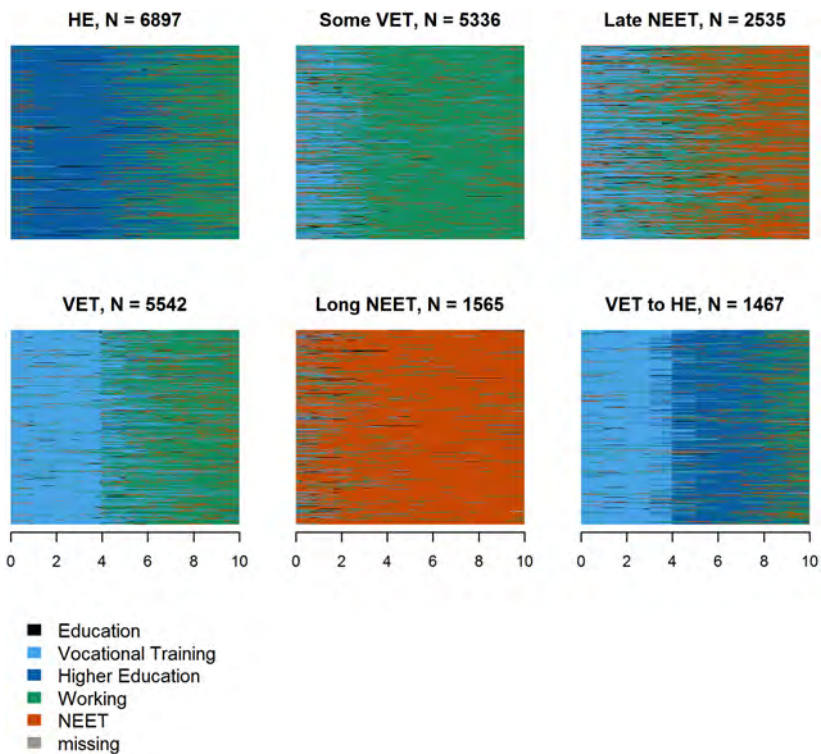 HE, N = 6897
Some VET, N = 5336
Late NEET, N = 2535
VET, N = 5542
Long NEET, N = 1565
VET to HE, N = 1467
0 2 4 6 8 10
0 2 4 6 8 10
0 2 4 6 8 10
Education
Vocational Training
Higher Education
Working
NEET
missing